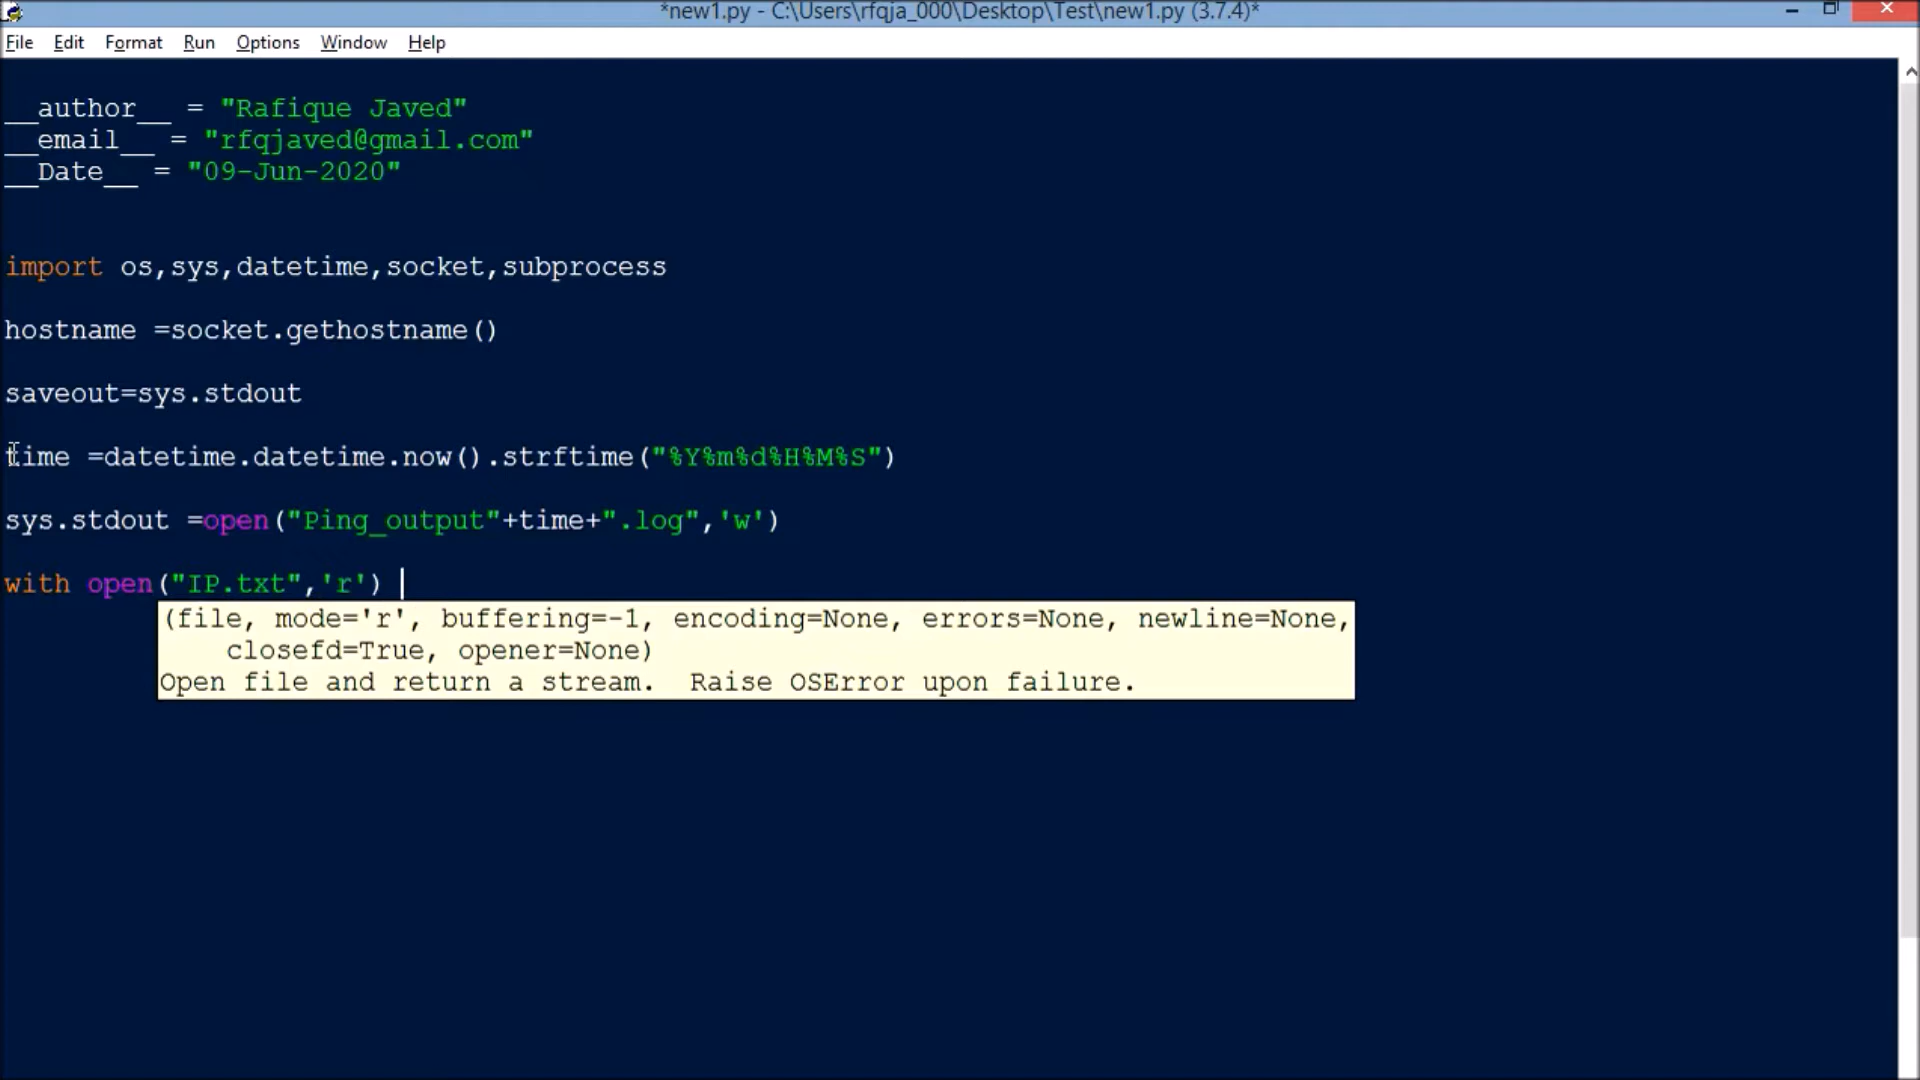 *new1.py - C:\Users\rfqja_000\Desktop\Test\new1.py (3.7.4)*
File Edit Format Run Options Window Help
__author__ = "Rafique Javed"
__email__ = "rfqjaved@gmail.com"
__Date__ = "09-Jun-2020"
import os,sys,datetime,socket,subprocess
hostname =socket.gethostname()
saveout=sys.stdout
time =datetime.datetime.now().strftime("%Y%m%d%H%M%S")
sys.stdout =open("Ping_output"+time+".log",'w')
with open("IP.txt",'r')
(file, mode='r', buffering=-1, encoding=None, errors=None, newline=None,
closefd=True, opener=None)
Open file and return a stream.  Raise OSError upon failure.